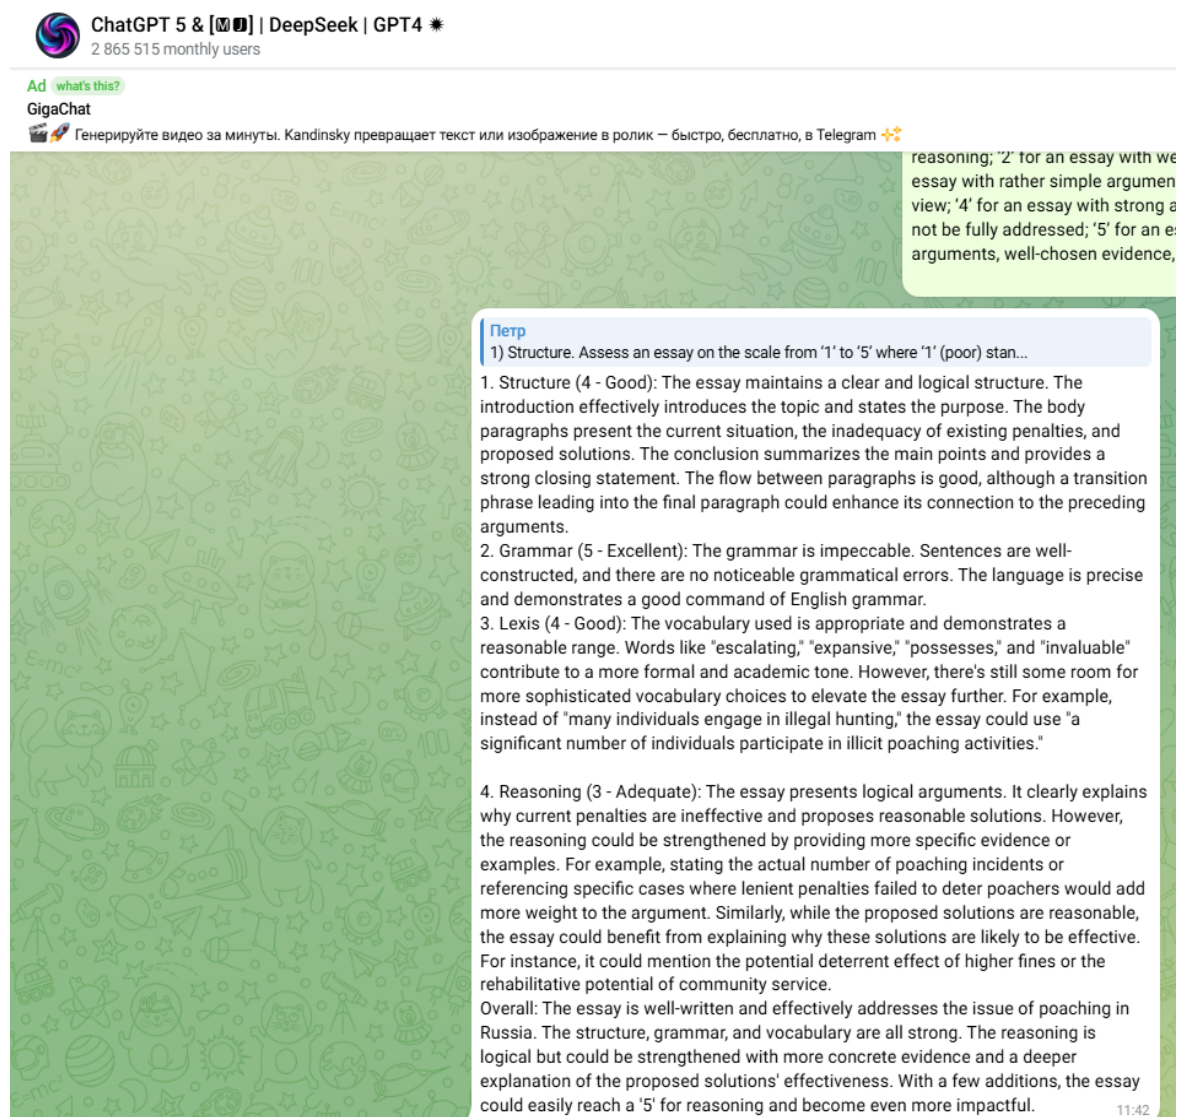 ChatGPT 5 & [🅼🅹] | DeepSeek | GPT4 ✷
2 865 515 monthly users
Ad what's this?
GigaChat
🎬🚀 Генерируйте видео за минуты. Kandinsky превращает текст или изображение в ролик — быстро, бесплатно, в Telegram ✨
reasoning; '2' for an essay with we
essay with rather simple argumen
view; '4' for an essay with strong a
not be fully addressed; '5' for an es
arguments, well-chosen evidence,
Петр
1) Structure. Assess an essay on the scale from '1' to '5' where '1' (poor) stan...
1. Structure (4 - Good): The essay maintains a clear and logical structure. The
introduction effectively introduces the topic and states the purpose. The body
paragraphs present the current situation, the inadequacy of existing penalties, and
proposed solutions. The conclusion summarizes the main points and provides a
strong closing statement. The flow between paragraphs is good, although a transition
phrase leading into the final paragraph could enhance its connection to the preceding
arguments.
2. Grammar (5 - Excellent): The grammar is impeccable. Sentences are well-
constructed, and there are no noticeable grammatical errors. The language is precise
and demonstrates a good command of English grammar.
3. Lexis (4 - Good): The vocabulary used is appropriate and demonstrates a
reasonable range. Words like "escalating," "expansive," "possesses," and "invaluable"
contribute to a more formal and academic tone. However, there's still some room for
more sophisticated vocabulary choices to elevate the essay further. For example,
instead of "many individuals engage in illegal hunting," the essay could use "a
significant number of individuals participate in illicit poaching activities."
4. Reasoning (3 - Adequate): The essay presents logical arguments. It clearly explains
why current penalties are ineffective and proposes reasonable solutions. However,
the reasoning could be strengthened by providing more specific evidence or
examples. For example, stating the actual number of poaching incidents or
referencing specific cases where lenient penalties failed to deter poachers would add
more weight to the argument. Similarly, while the proposed solutions are reasonable,
the essay could benefit from explaining why these solutions are likely to be effective.
For instance, it could mention the potential deterrent effect of higher fines or the
rehabilitative potential of community service.
Overall: The essay is well-written and effectively addresses the issue of poaching in
Russia. The structure, grammar, and vocabulary are all strong. The reasoning is
logical but could be strengthened with more concrete evidence and a deeper
explanation of the proposed solutions' effectiveness. With a few additions, the essay
could easily reach a '5' for reasoning and become even more impactful.
11:42